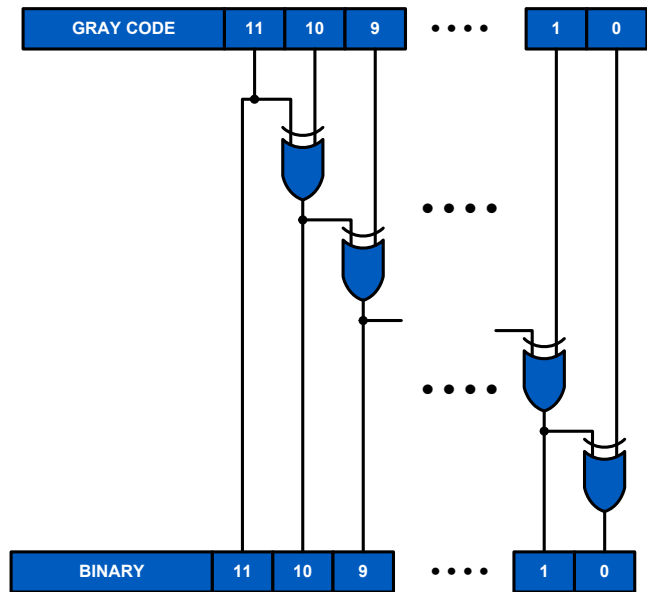 GRAY CODE 11 10 9 •••• 1 0
BINARY 11 10 9 •••• 1 0